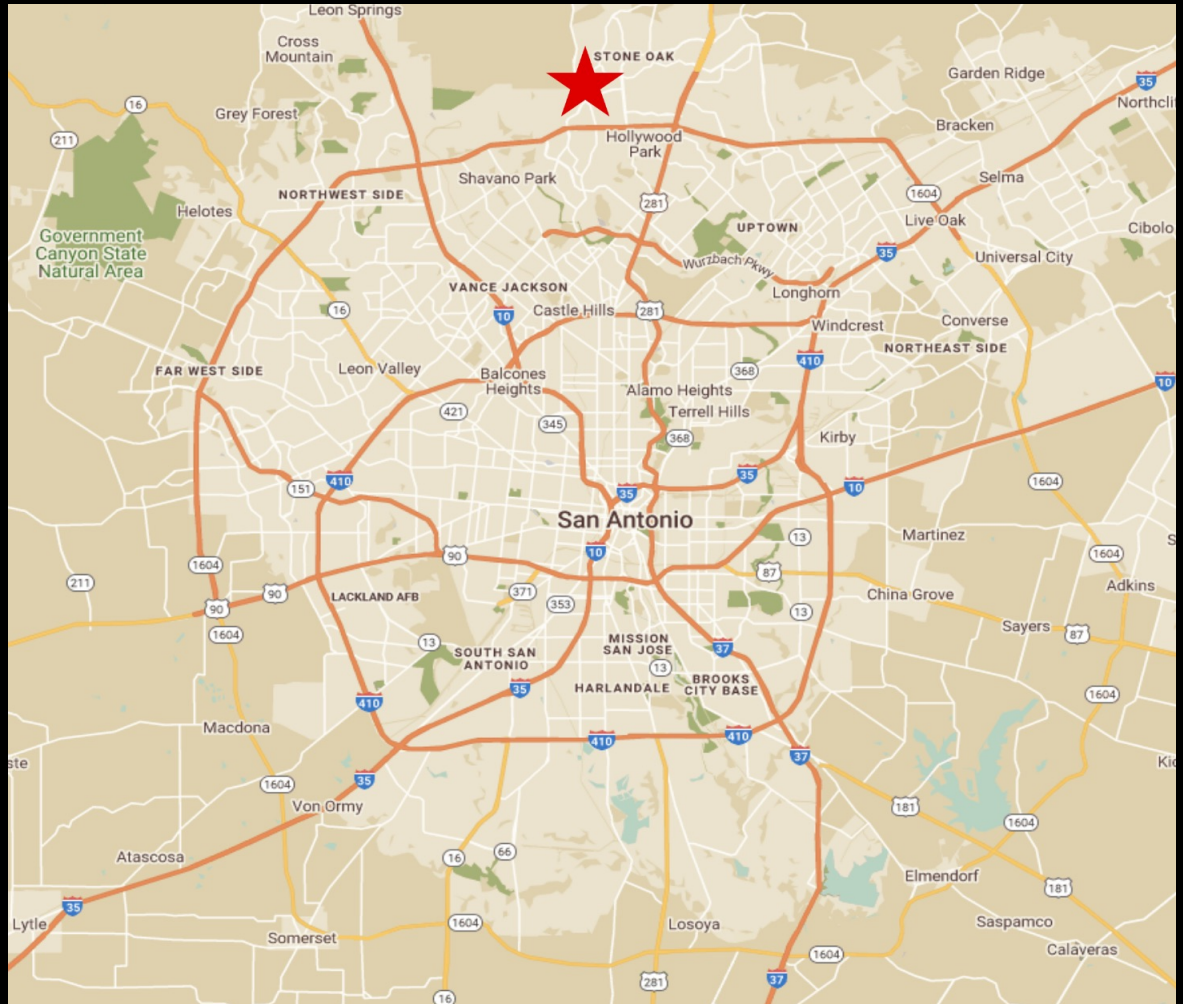 Leon Springs
Cross
Mountain
STONE OAK
Garden Ridge
35
Northcli
16
Grey Forest
211
Bracken
Hollywood
Park
Shavano Park
Selma
NORTHWEST SIDE
1604
281
Helotes
Live Oak
UPTOWN
Cibolo
Government
Canyon State
Natural Area
35
Universal City
Wurzbach Pkwy
VANCE JACKSON
Longhorn
16
10
Castle Hills
281
Windcrest
Converse
NORTHEAST SIDE
410
FAR WEST SIDE
Leon Valley
Balcones
Heights
368
10
Alamo Heights
421
345
Terrell Hills
368
Kirby
151
410
35
35
10
1604
San Antonio
13
Martinez
S
10
90
1604
1604
211
90
90
1604
LACKLAND AFB
371
353
87
13
China Grove
Adkins
Sayers
87
13
SOUTH SAN
ANTONIO
MISSION
SAN JOSE
13
37
35
HARLANDALE
BROOKS
CITY BASE
1604
410
Macdona
410
410
37
ste
Kic
1604
35
Von Ormy
181
1604
Atascosa
16
66
Elmendorf
181
35
Lytle
1604
Losoya
Saspamco
Somerset
Calaveras
1604
281
37
16